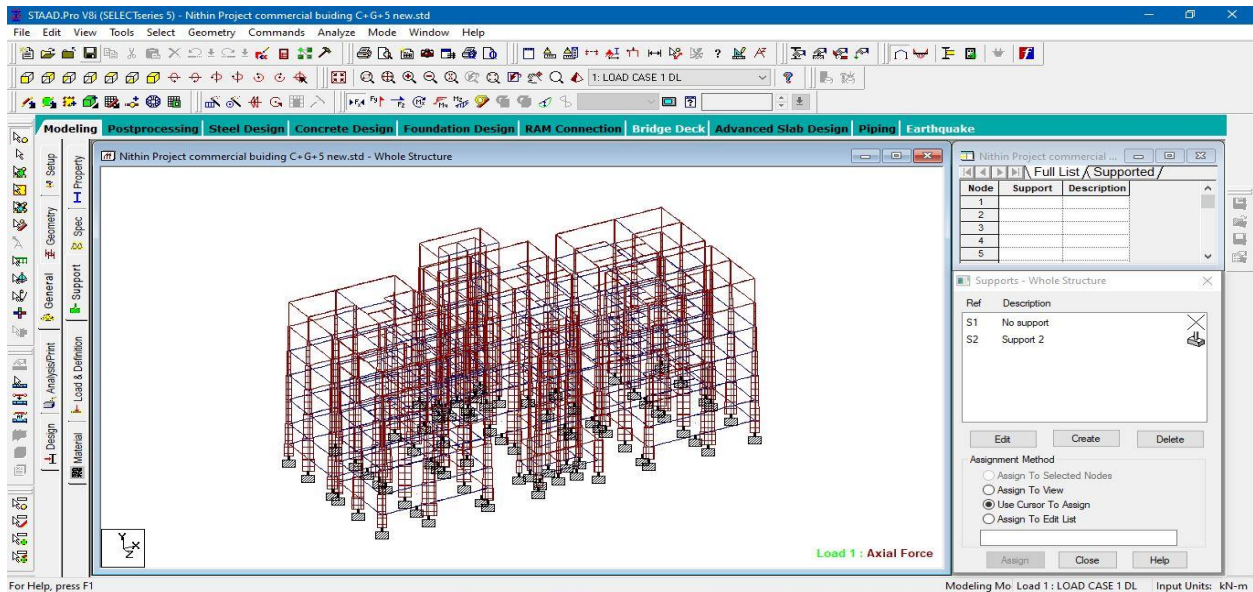 STAAD.Pro V8i (SELECTseries 5) - Nithin Project commercial buiding C+G+5 new.std
File Edit View Tools Select Geometry Commands Analyze Mode Window Help
1: LOAD CASE 1 DL
Modeling Postprocessing Steel Design Concrete Design Foundation Design RAM Connection Bridge Deck Advanced Slab Design Piping Earthquake
Setup
Geometry
General
Analysis/Print
Design
Property
Spec
Support
Load & Definition
Material
Nithin Project commercial buiding C+G+5 new.std - Whole Structure
Y
X
Z
Load 1 : Axial Force
Nithin Project commercial ...
Full List Supported
Node Support Description
1
2
3
4
5
Supports - Whole Structure
Ref Description
S1 No support
S2 Support 2
Edit Create Delete
Assignment Method
Assign To Selected Nodes
Assign To View
Use Cursor To Assign
Assign To Edit List
Assign Close Help
For Help, press F1
Modeling Mo Load 1 : LOAD CASE 1 DL Input Units: kN-m